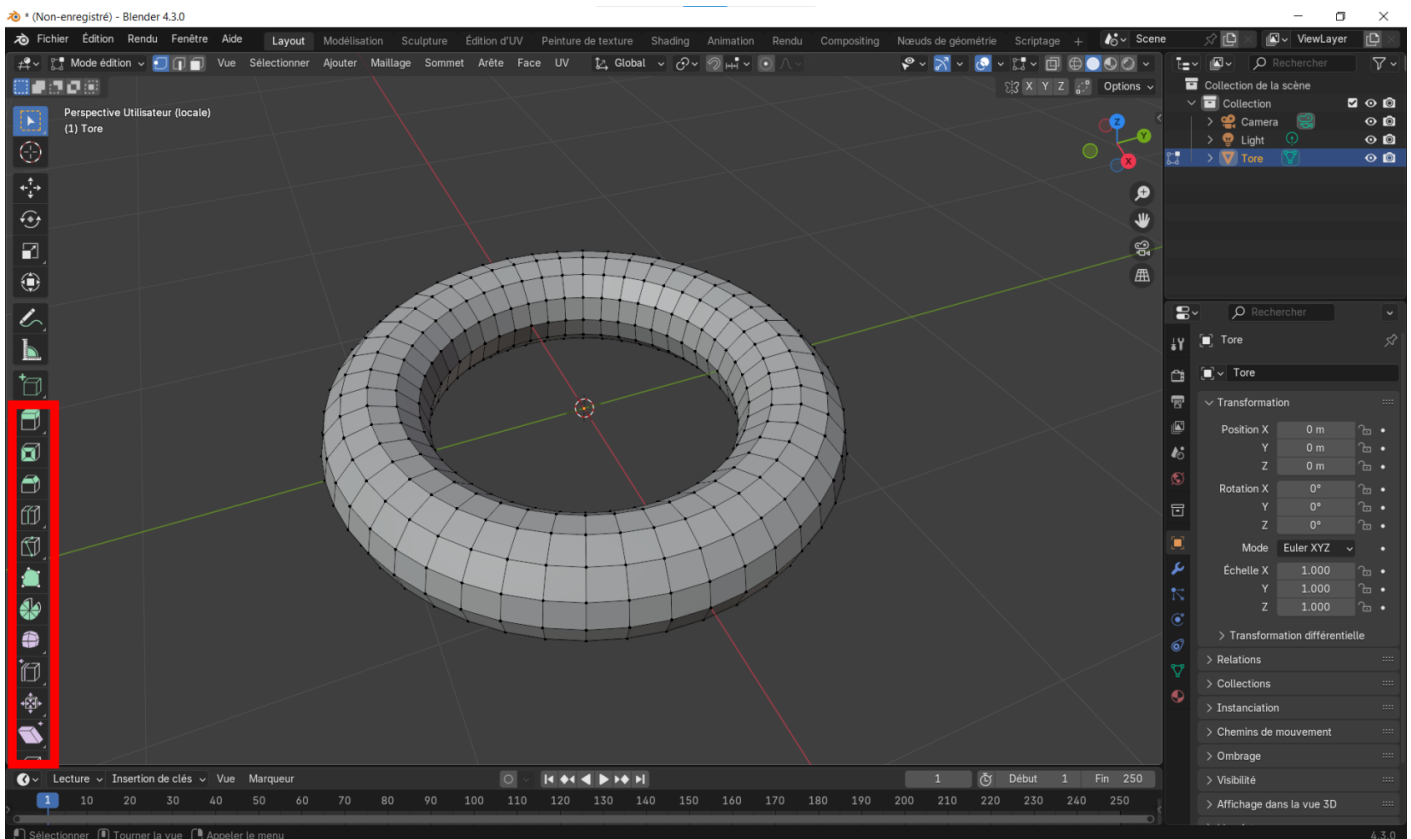 * (Non-enregistré) - Blender 4.3.0
Fichier Édition Rendu Fenêtre Aide Layout Modélisation Sculpture Édition d'UV Peinture de texture Shading Animation Rendu Compositing Nœuds de géométrie Scriptage + Scene ViewLayer
Mode édition Vue Sélectionner Ajouter Maillage Sommet Arête Face UV Global Rechercher
X Y Z Options
Perspective Utilisateur (locale)
(1) Tore
Z
Y
X
Collection de la scène
Collection
Camera
Light
Tore
Rechercher
Tore
Tore
Transformation
Position X 0 m
Y 0 m
Z 0 m
Rotation X 0°
Y 0°
Z 0°
Mode Euler XYZ
Échelle X 1.000
Y 1.000
Z 1.000
Transformation différentielle
Relations
Collections
Instanciation
Chemins de mouvement
Ombrage
Visibilité
Affichage dans la vue 3D
Lecture Insertion de clés Vue Marqueur 1 Début 1 Fin 250
1 10 20 30 40 50 60 70 80 90 100 110 120 130 140 150 160 170 180 190 200 210 220 230 240 250
Sélectionner Tourner la vue Appeler le menu 4.3.0